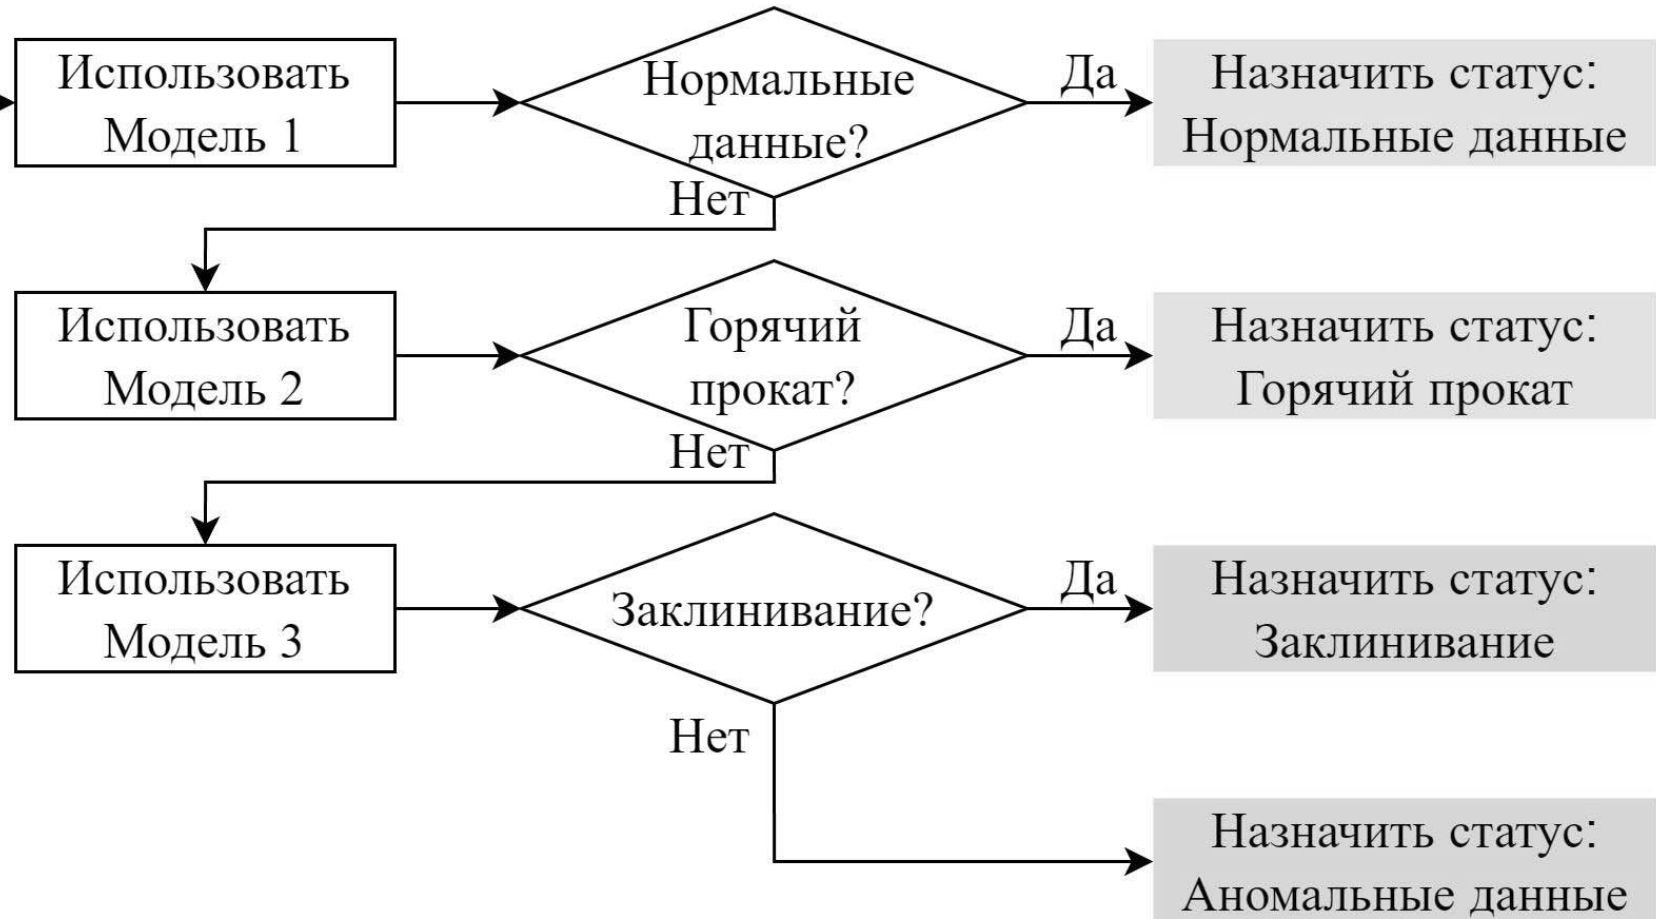 Использовать
Модель 1
Нормальные
данные?
Да
Назначить статус:
Нормальные данные
Нет
Использовать
Модель 2
Горячий
прокат?
Да
Назначить статус:
Горячий прокат
Нет
Использовать
Модель 3
Заклинивание?
Да
Назначить статус:
Заклинивание
Нет
Назначить статус:
Аномальные данные